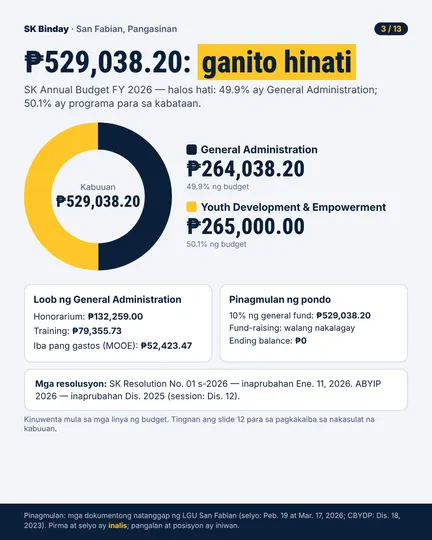 SK Binday · San Fabian, Pangasinan
3 / 13
₱529,038.20: ganito hinati
SK Annual Budget FY 2026 — halos hati: 49.9% ay General Administration;
50.1% ay programa para sa kabataan.
Kabuuan
₱529,038.20
General Administration
₱264,038.20
49.9% ng budget
Youth Development & Empowerment
₱265,000.00
50.1% ng budget
Loob ng General Administration
Honorarium: ₱132,259.00
Training: ₱79,355.73
Iba pang gastos (MOOE): ₱52,423.47
Pinagmulan ng pondo
10% ng general fund: ₱529,038.20
Fund-raising: walang nakalagay
Ending balance: ₱0
Mga resolusyon: SK Resolution No. 01 s-2026 — inaprubahan Ene. 11, 2026. ABYIP
2026 — inaprubahan Dis. 2025 (session: Dis. 12).
Kinuwenta mula sa mga linya ng budget. Tingnan ang slide 12 para sa pagkakaiba sa nakasulat na
kabuuan.
Pinagmulan: mga dokumentong natanggap ng LGU San Fabian (selyo: Peb. 19 at Mar. 17, 2026; CBYDP: Dis. 18,
2023). Pirma at selyo ay inalis; pangalan at posisyon ay iniwan.